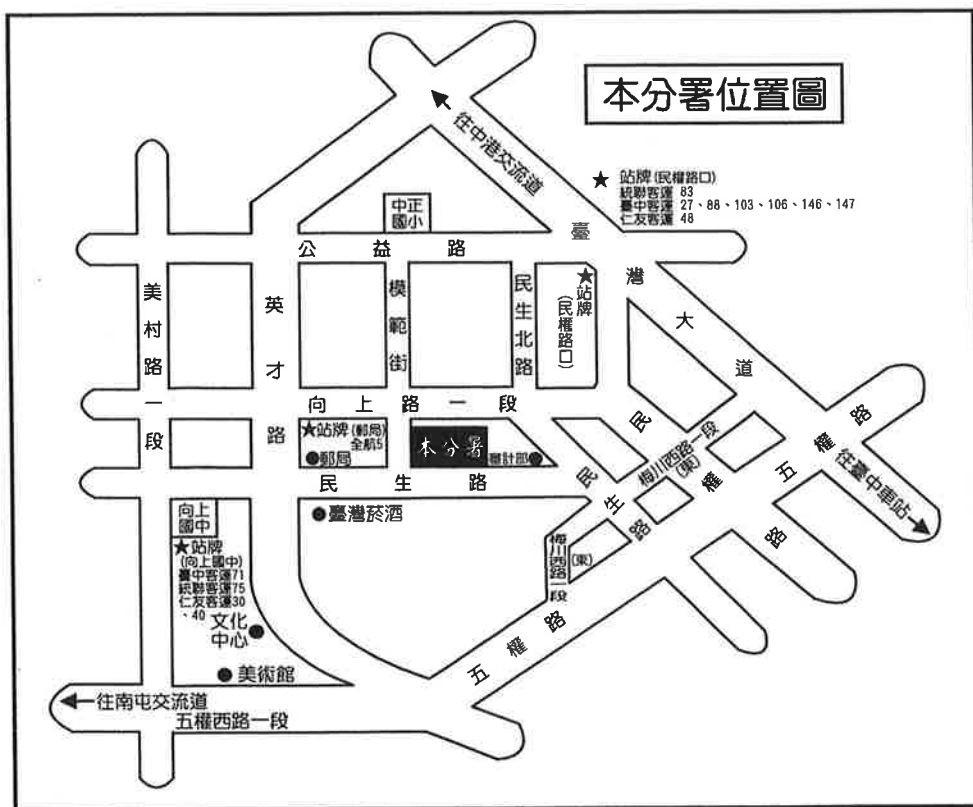 本分署位置圖
往中港交流道
★ 站牌(民權路口)
統聯客運 83
臺中客運 27、88、103、106、146、147
仁友客運 48
中正
國小
公益路
臺灣大道
美村路一段
英才路
模範街
民生北路
★站牌
(民權路口)
向上路一段
民權路
五權路
往臺中車站
梅川西路一段
(東)
★站牌(郵局)
全航5
●郵局
本分署
審計部●
民生路
民生路
●臺灣菸酒
向上
國中
★站牌
(向上國中)
臺中客運71
統聯客運75
仁友客運30
、40
文化
中心●
●美術館
梅川西路一段
(東)
五權路
往南屯交流道
五權西路一段